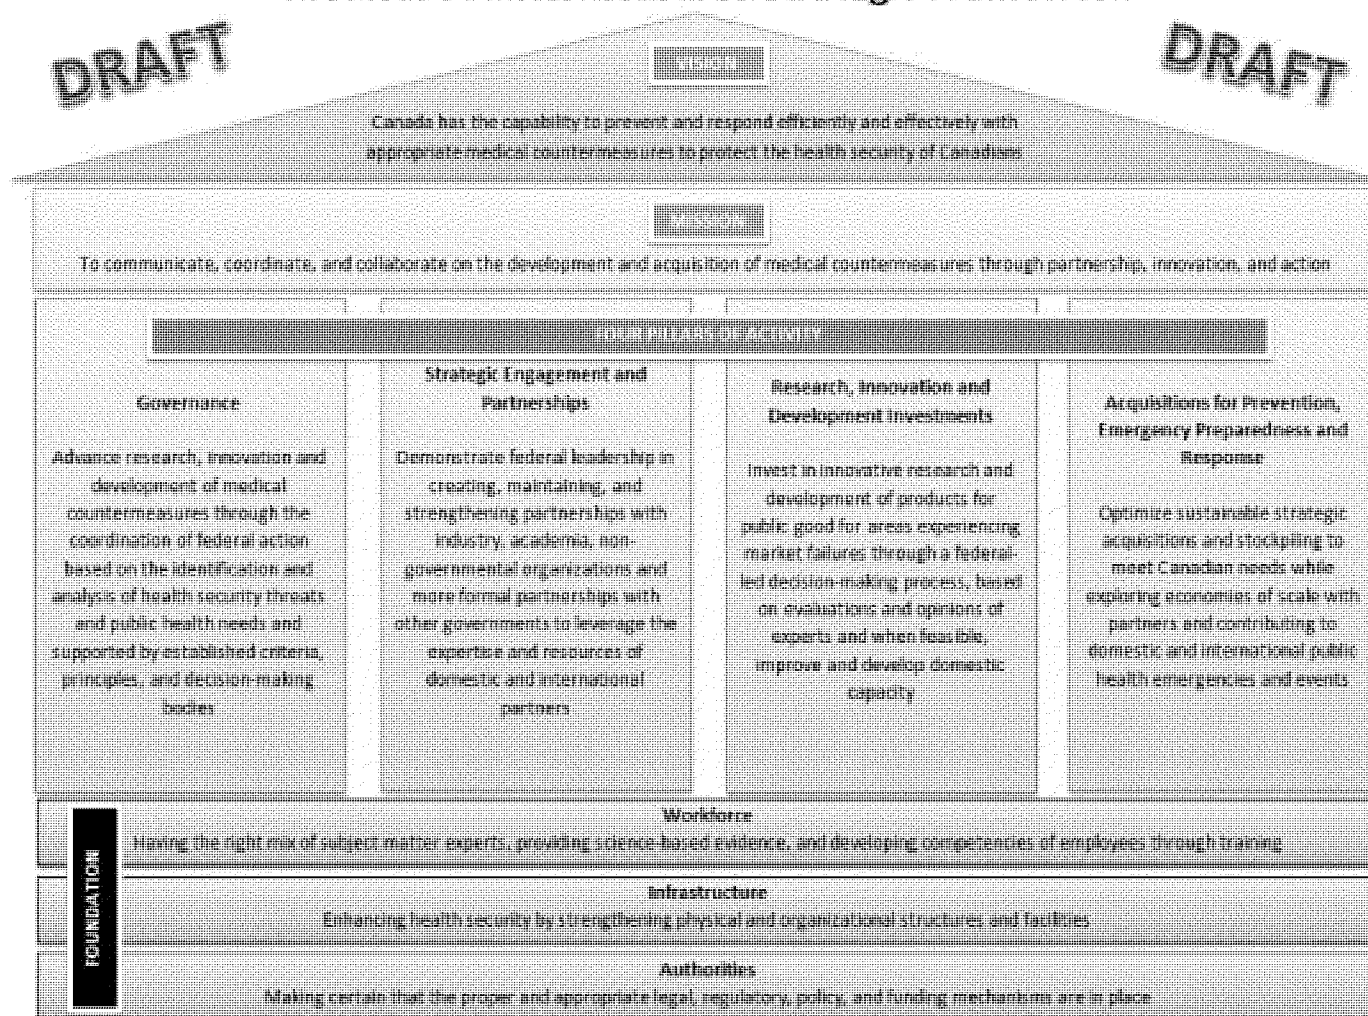 DRAFT
DRAFT
VISION
Canada has the capability to prevent and respond efficiently and effectively with
appropriate medical countermeasures to protect the health security of Canadians
To communicate, coordinate, and collaborate on the development and acquisition of medical countermeasures through partnership, innovation, and action
FOUR PILLARS OF ACTIVITY
Governance
Advance research, innovation and
development of medical
countermeasures through the
coordination of federal action
based on the identification and
analysis of health security threats
and public health needs and
supported by established criteria,
principles, and decision-making
bodies
Strategic Engagement and
Partnerships
Demonstrate federal leadership in
creating, maintaining, and
strengthening partnerships with
industry, academia, non-
governmental organizations and
more formal partnerships with
other governments to leverage the
expertise and resources of
domestic and international
partners
Research, Innovation and
Development Investments
Invest in innovative research and
development of products for
public good for areas experiencing
market failures through a federal-
led decision-making process, based
on evaluations and opinions of
experts and when feasible,
improve and develop domestic
capacity
Acquisitions for Prevention,
Emergency Preparedness and
Response
Optimize sustainable strategic
acquisitions and stockpiling to
meet Canadian needs while
exploring economies of scale with
partners and contributing to
domestic and international public
health emergencies and events
FOUNDATION
Workforce
Having the right mix of subject matter experts, providing science-based evidence, and developing competencies of employees through training
Infrastructure
Enhancing health security by strengthening physical and organizational structures and facilities
Authorities
Making certain that the proper and appropriate legal, regulatory, policy, and funding mechanisms are in place